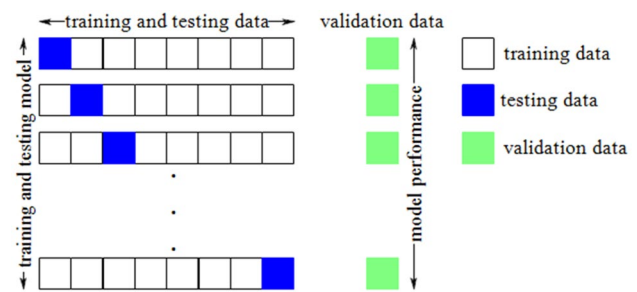 training and testing data
validation data
training and testing model
model performance
training data
testing data
validation data